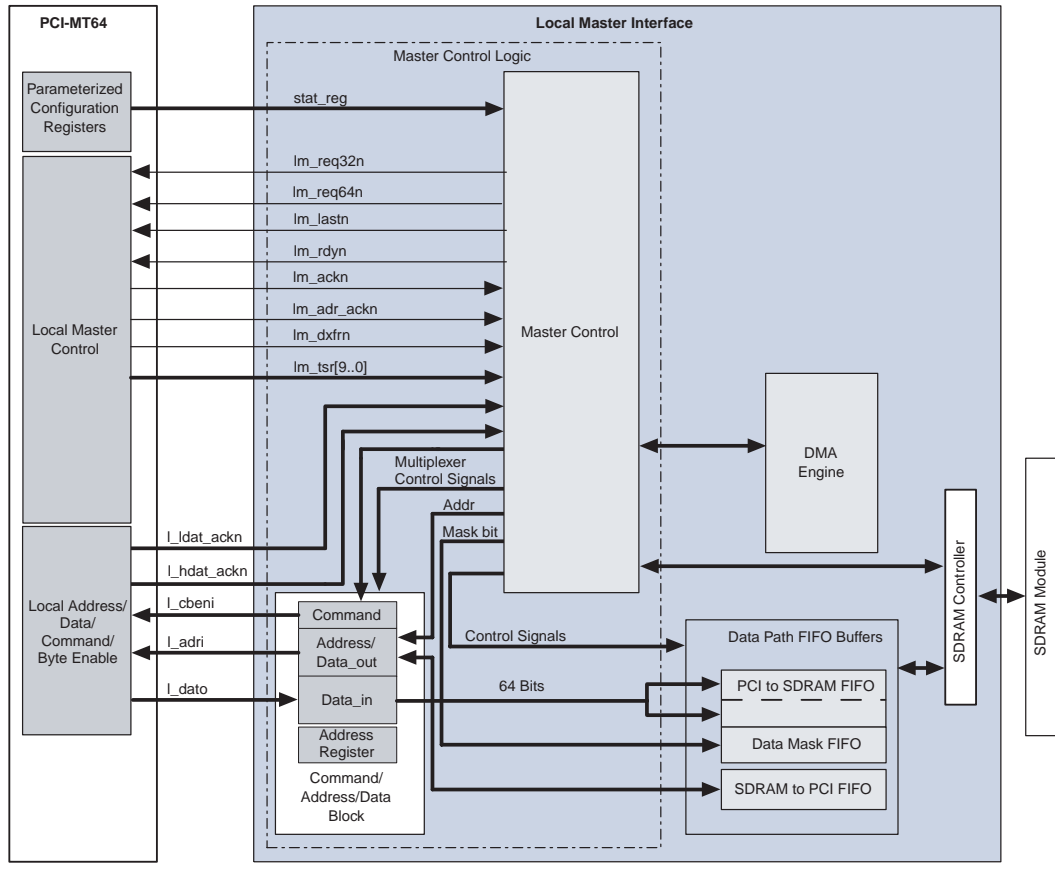 PCI-MT64
Local Master Interface
Master Control Logic
Parameterized
Configuration
Registers
stat_reg
lm_req32n
lm_req64n
lm_lastn
lm_rdyn
lm_ackn
lm_adr_ackn
lm_dxfrn
lm_tsr[9..0]
Local Master
Control
Master Control
DMA
Engine
Multiplexer
Control Signals
Addr
Mask bit
l_ldat_ackn
l_hdat_ackn
l_cbeni
l_adri
l_dato
Local Address/
Data/
Command/
Byte Enable
Command
Address/
Data_out
Data_in
Address
Register
Command/
Address/Data
Block
Control Signals
64 Bits
Data Path FIFO Buffers
PCI to SDRAM FIFO
Data Mask FIFO
SDRAM to PCI FIFO
SDRAM Controller
SDRAM Module